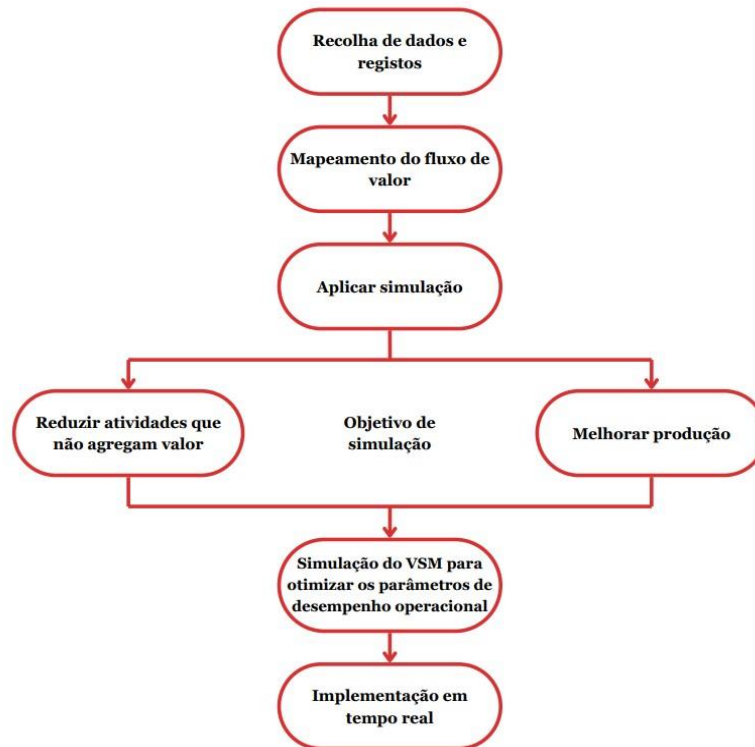 Recolha de dados e
registos
Mapeamento do fluxo de
valor
Aplicar simulação
Reduzir atividades que
não agregam valor
Objetivo de
simulação
Melhorar produção
Simulação do VSM para
otimizar os parâmetros de
desempenho operacional
Implementação em
tempo real